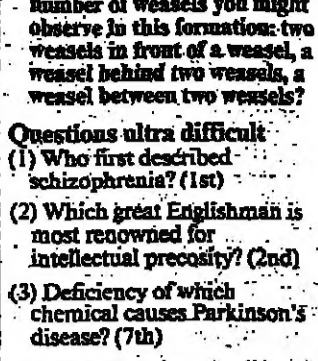 number of weasels you might
observe in this formation: two
weasels in front of a weasel, a
weasel behind two weasels, a
weasel between two weasels?
Questions ultra difficult
(1) Who first described
schizophrenia? (1st)
(2) Which great Englishman is
most renowned for
intellectual precosity? (2nd)
(3) Deficiency of which
chemical causes Parkinson's
disease? (7th)